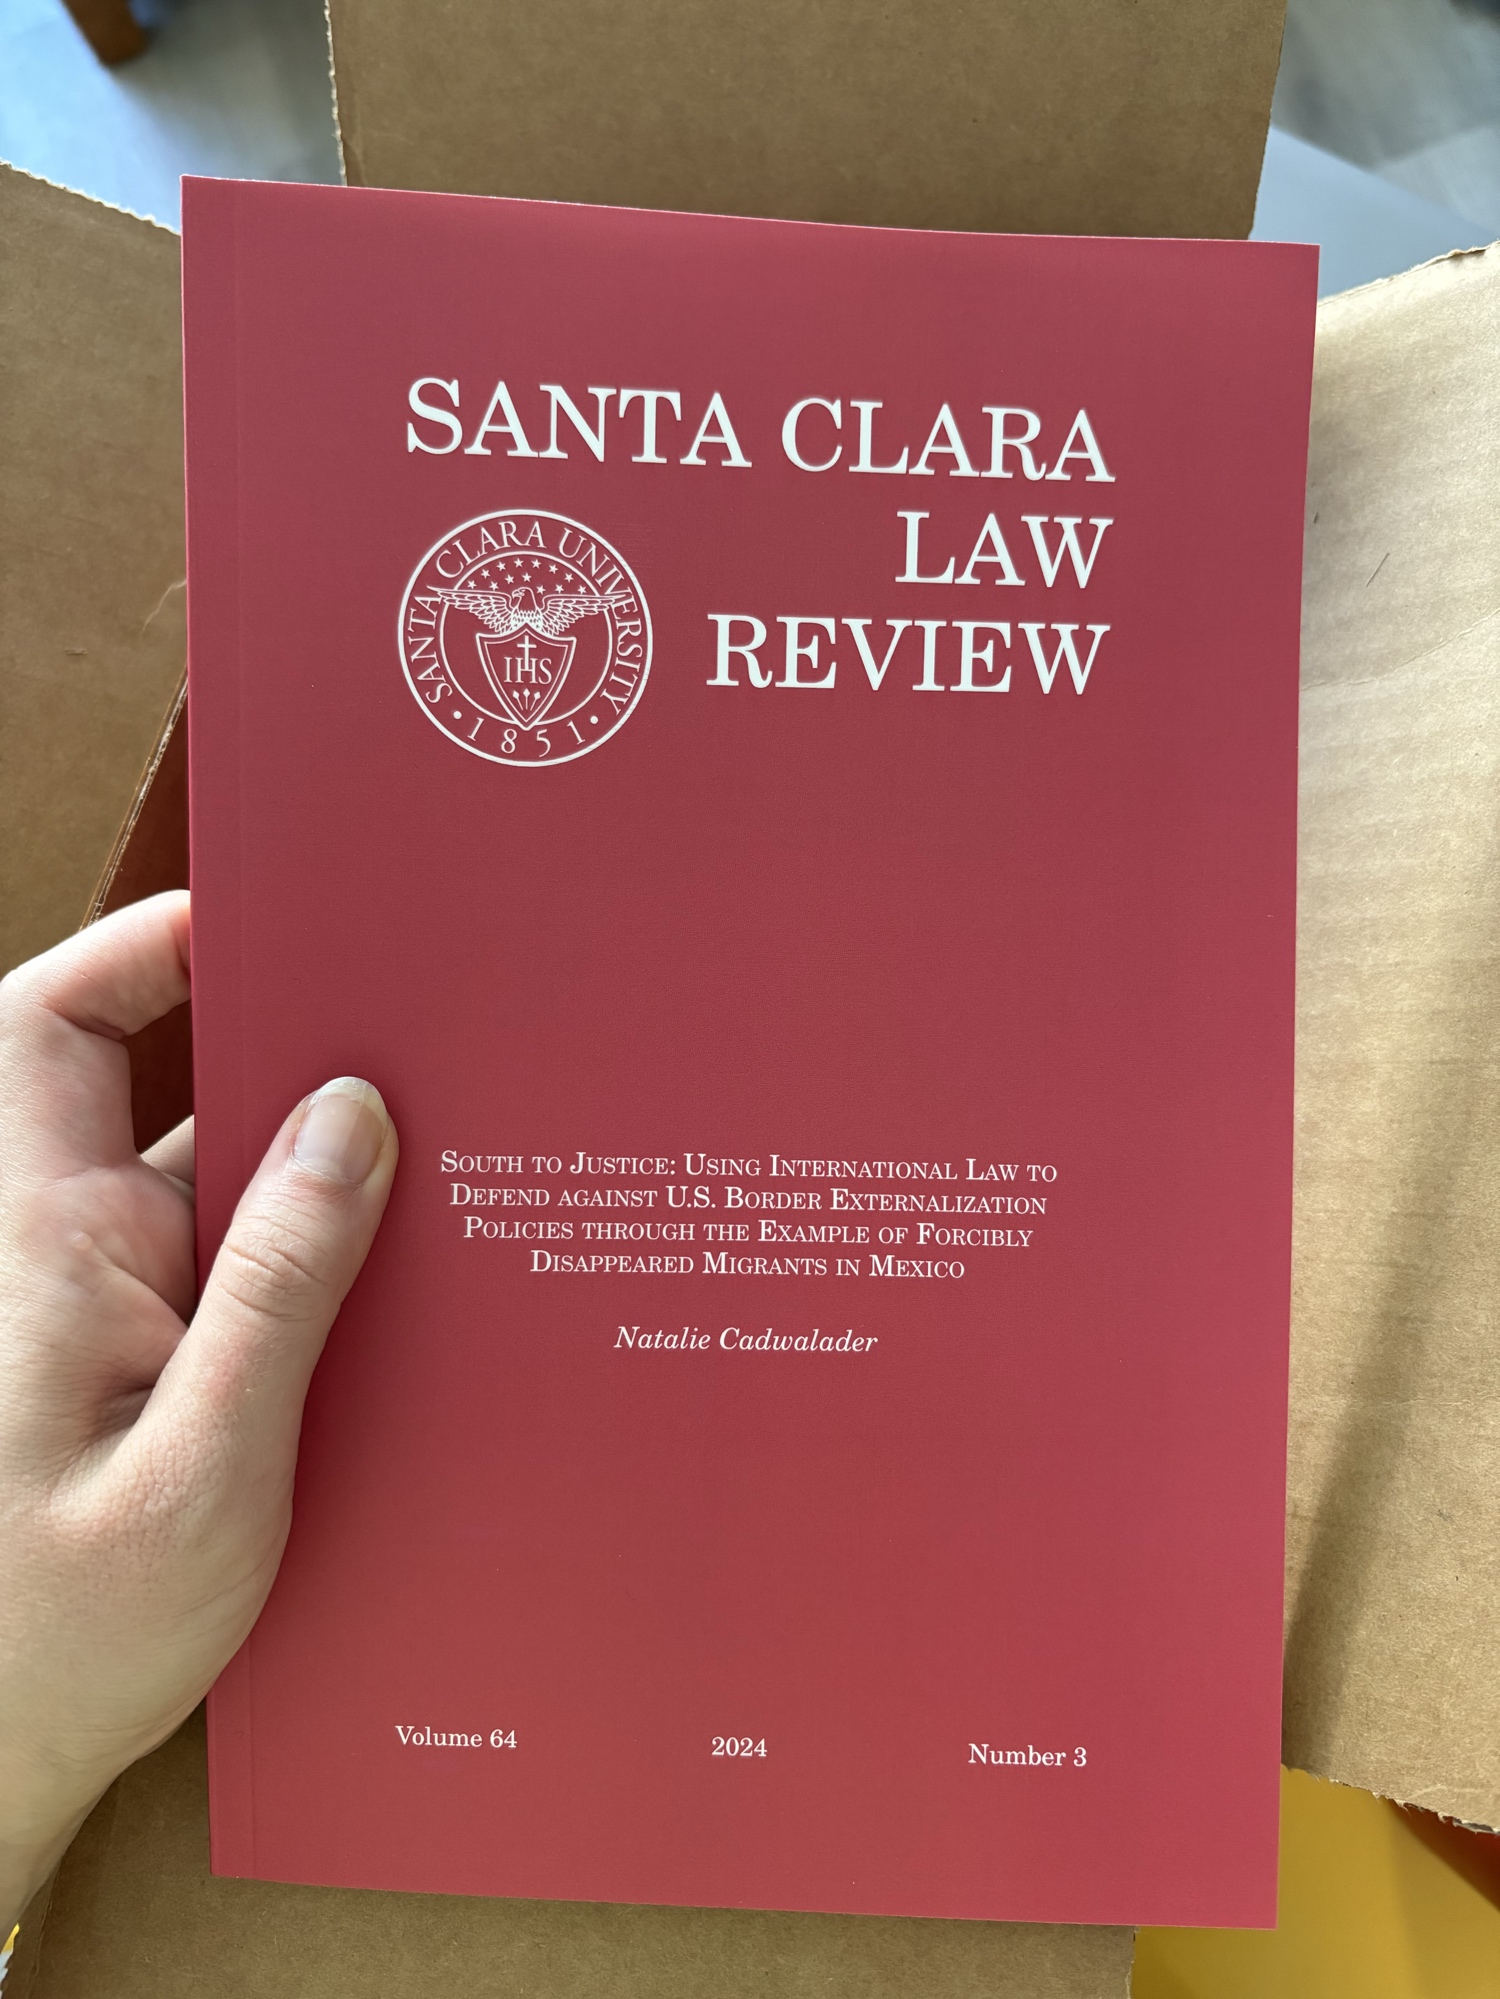 SANTA CLARA
LAW
REVIEW
SANTA CLARA UNIVERSITY
IHS
• 1851 •
South to Justice: Using International Law to
Defend against U.S. Border Externalization
Policies through the Example of Forcibly
Disappeared Migrants in Mexico
Natalie Cadwalader
Volume 64 2024 Number 3